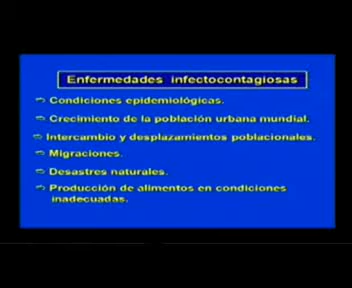 Enfermedades infectocontagiosas
⇨ Condiciones epidemiológicas.
⇨ Crecimiento de la población urbana mundial.
⇨ Intercambio y desplazamientos poblacionales.
⇨ Migraciones.
⇨ Desastres naturales.
⇨ Producción de alimentos en condiciones
inadecuadas.